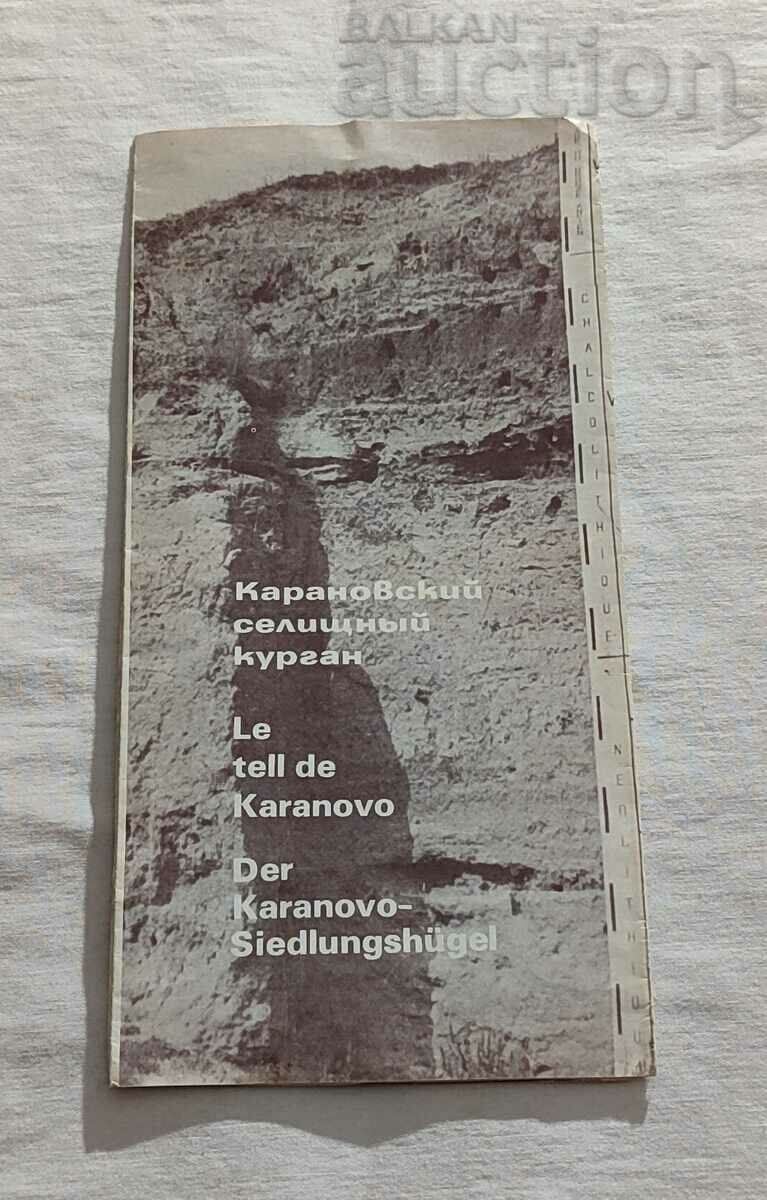 BALKAN
auction
Карановский
селищный
курган
Le
tell de
Karanovo
Der
Karanovo-
Siedlungshügel
CHALCOLITHIQUE
V